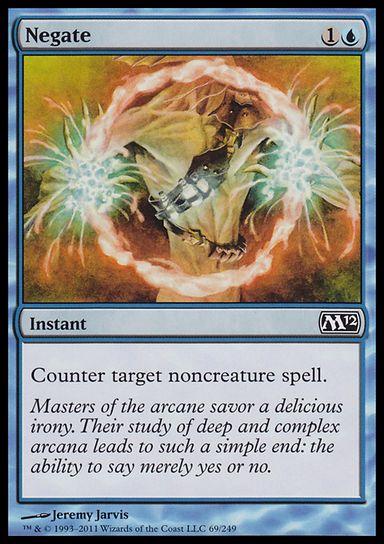 Negate 1
Instant M12
Counter target noncreature spell.
Masters of the arcane savor a delicious
irony. Their study of deep and complex
arcana leads to such a simple end: the
ability to say merely yes or no.
Jeremy Jarvis
™ & © 1993–2011 Wizards of the Coast LLC 69/249